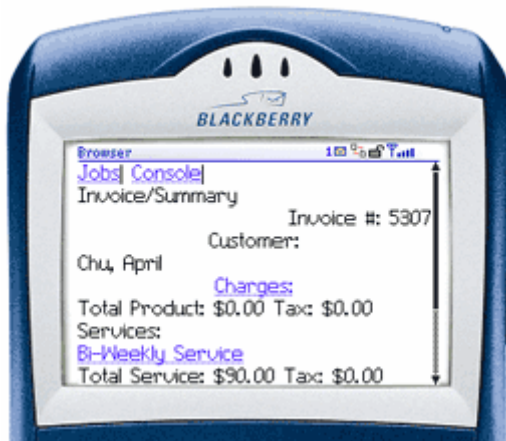 BLACKBERRY
Browser 1
Jobs| Console|
Invoice/Summary
Invoice #: 5307
Customer:
Chu, April
Charges:
Total Product: $0.00 Tax: $0.00
Services:
Bi-Weekly Service
Total Service: $90.00 Tax: $0.00